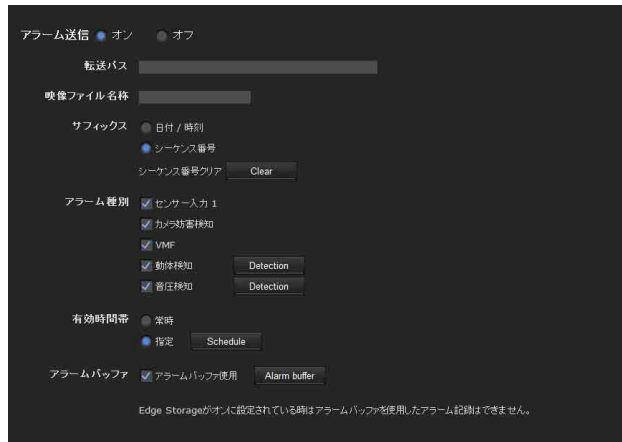 アラーム送信 オン オフ
転送パス
映像ファイル名称
サフィックス 日付 / 時刻
シーケンス番号
シーケンス番号クリア Clear
アラーム種別 センサー入力 1
カメラ妨害検知
VMF
動体検知 Detection
音圧検知 Detection
有効時間帯 常時
指定 Schedule
アラームバッファ アラームバッファ使用 Alarm buffer
Edge Storageがオンに設定されている時はアラームバッファを使用したアラーム記録はできません。